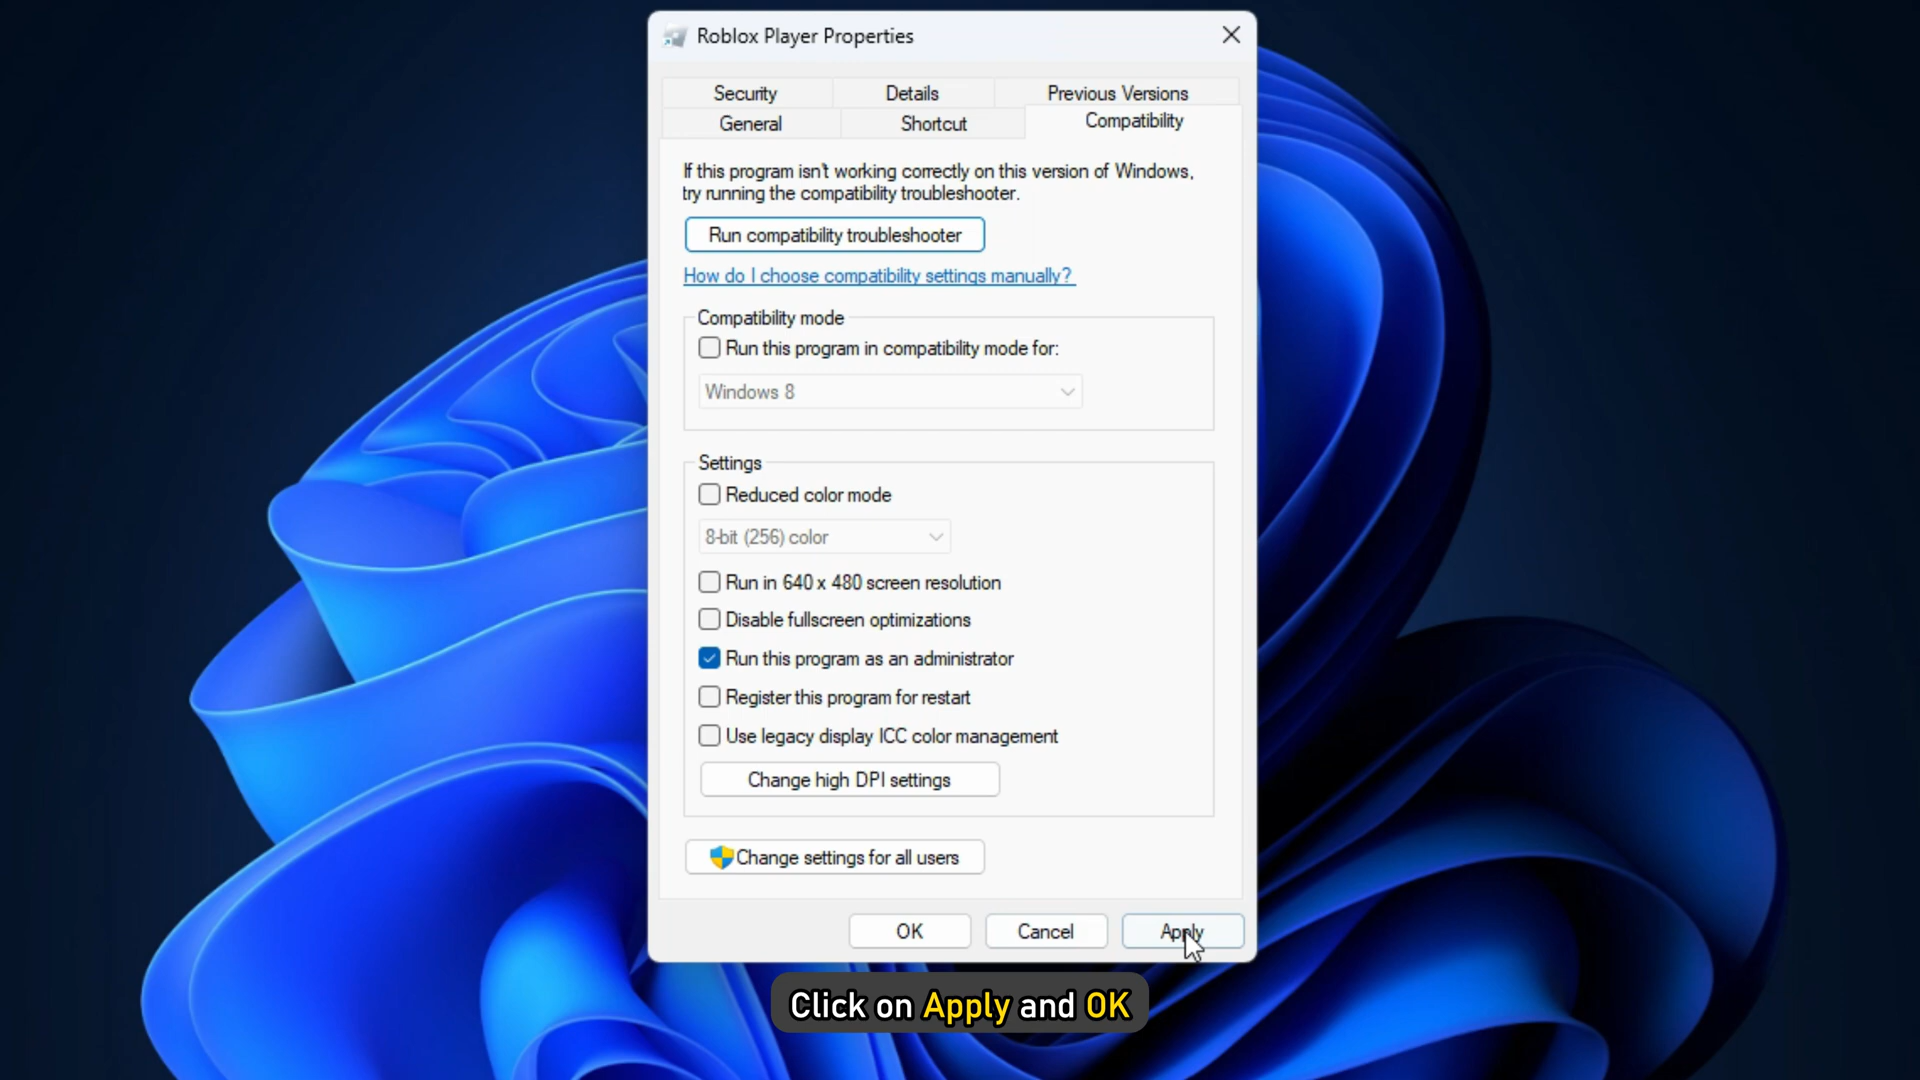 Roblox Player Properties
Security
Details
Previous Versions
General
Shortcut
Compatibility
If this program isn't working correctly on this version of Windows,
try running the compatibility troubleshooter.
Run compatibility troubleshooter
How do I choose compatibility settings manually?
Compatibility mode
Run this program in compatibility mode for:
Windows 8
Settings
Reduced color mode
8-bit (256) color
Run in 640 x 480 screen resolution
Disable fullscreen optimizations
Run this program as an administrator
Register this program for restart
Use legacy display ICC color management
Change high DPI settings
Change settings for all users
OK
Cancel
Apply
Click on Apply and OK